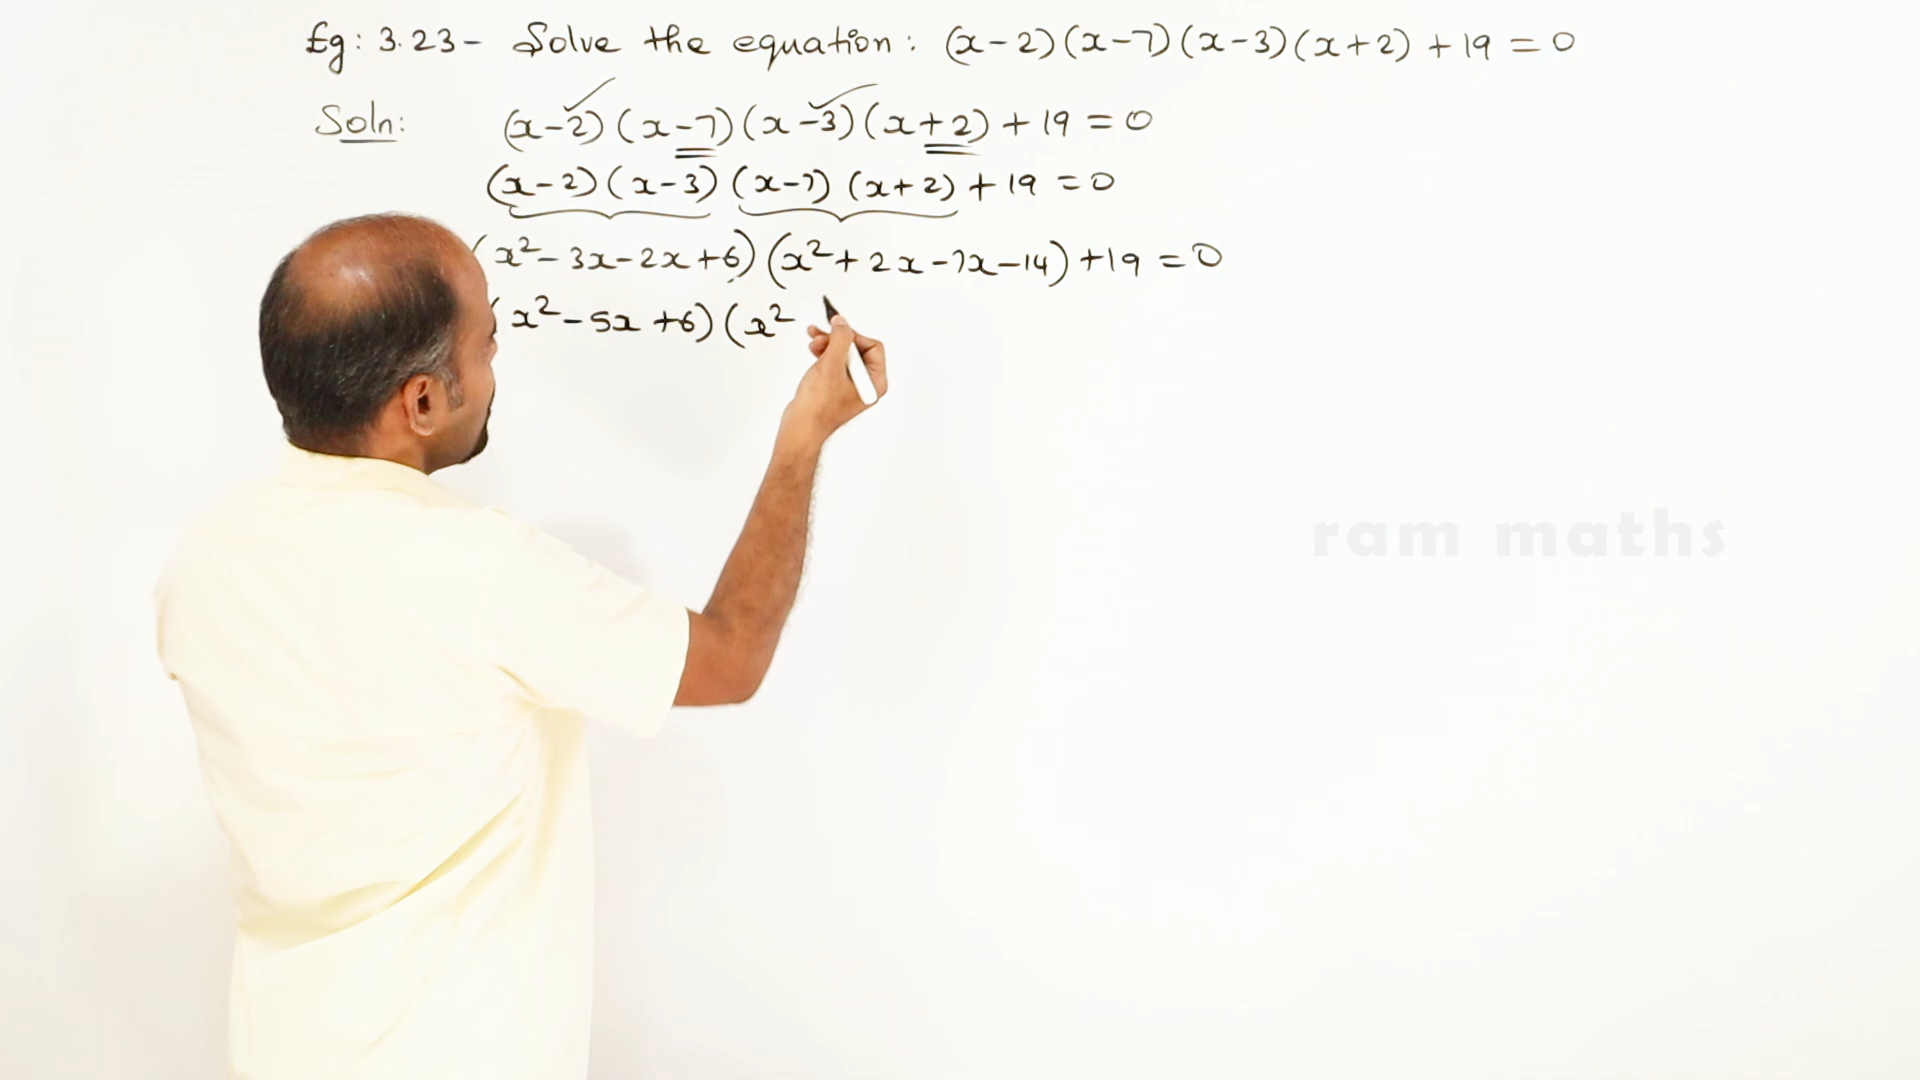 Eg: 3.23 - Solve the equation: (x-2)(x-7)(x-3)(x+2)+19=0
Soln: (x-2)(x-7)(x-3)(x+2)+19=0
(x-2)(x-3)(x-7)(x+2)+19=0
(x²-3x-2x+6)(x²+2x-7x-14)+19=0
(x²-5x+6)(x²
ram maths